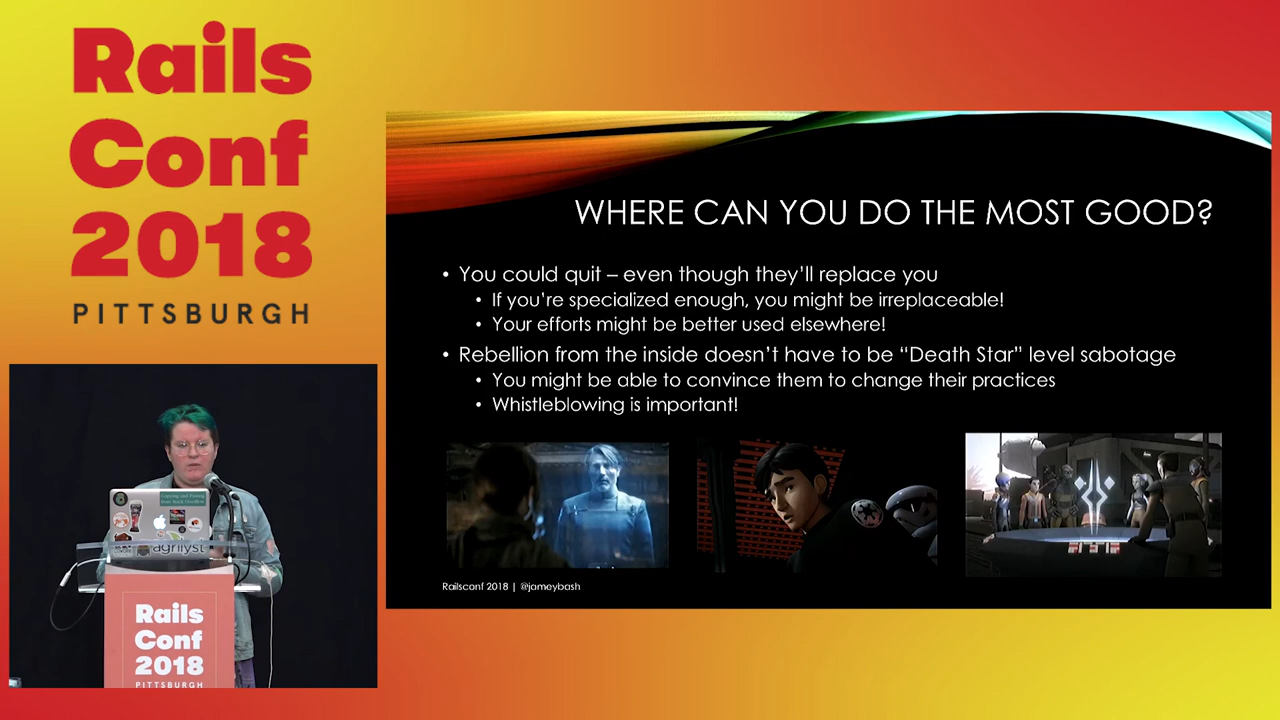 Rails
Conf
2018
PITTSBURGH
WHERE CAN YOU DO THE MOST GOOD?
• You could quit – even though they'll replace you
• If you're specialized enough, you might be irreplaceable!
• Your efforts might be better used elsewhere!
• Rebellion from the inside doesn't have to be “Death Star” level sabotage
• You might be able to convince them to change their practices
• Whistleblowing is important!
Railsconf 2018 | @jameybash
agrilyst
Rails
Conf
2018
PITTSBURGH